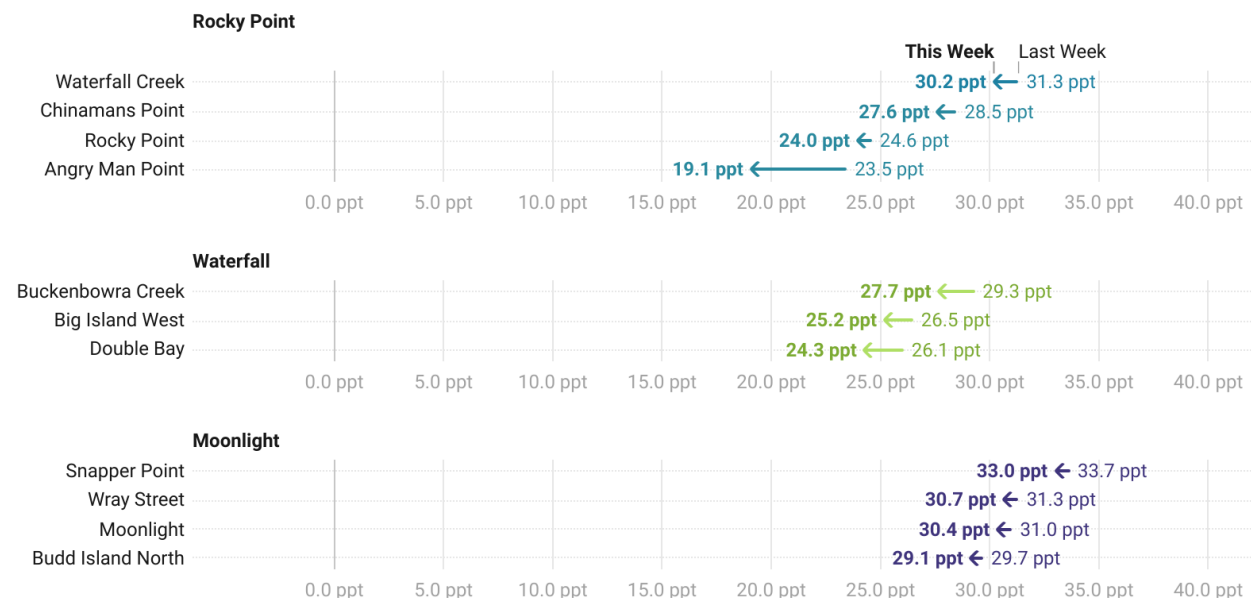 Rocky Point
This Week Last Week
Waterfall Creek 30.2 ppt 31.3 ppt
Chinamans Point 27.6 ppt 28.5 ppt
Rocky Point 24.0 ppt 24.6 ppt
Angry Man Point 19.1 ppt 23.5 ppt
0.0 ppt 5.0 ppt 10.0 ppt 15.0 ppt 20.0 ppt 25.0 ppt 30.0 ppt 35.0 ppt 40.0 ppt
Waterfall
Buckenbowra Creek 27.7 ppt 29.3 ppt
Big Island West 25.2 ppt 26.5 ppt
Double Bay 24.3 ppt 26.1 ppt
0.0 ppt 5.0 ppt 10.0 ppt 15.0 ppt 20.0 ppt 25.0 ppt 30.0 ppt 35.0 ppt 40.0 ppt
Moonlight
Snapper Point 33.0 ppt 33.7 ppt
Wray Street 30.7 ppt 31.3 ppt
Moonlight 30.4 ppt 31.0 ppt
Budd Island North 29.1 ppt 29.7 ppt
0.0 ppt 5.0 ppt 10.0 ppt 15.0 ppt 20.0 ppt 25.0 ppt 30.0 ppt 35.0 ppt 40.0 ppt